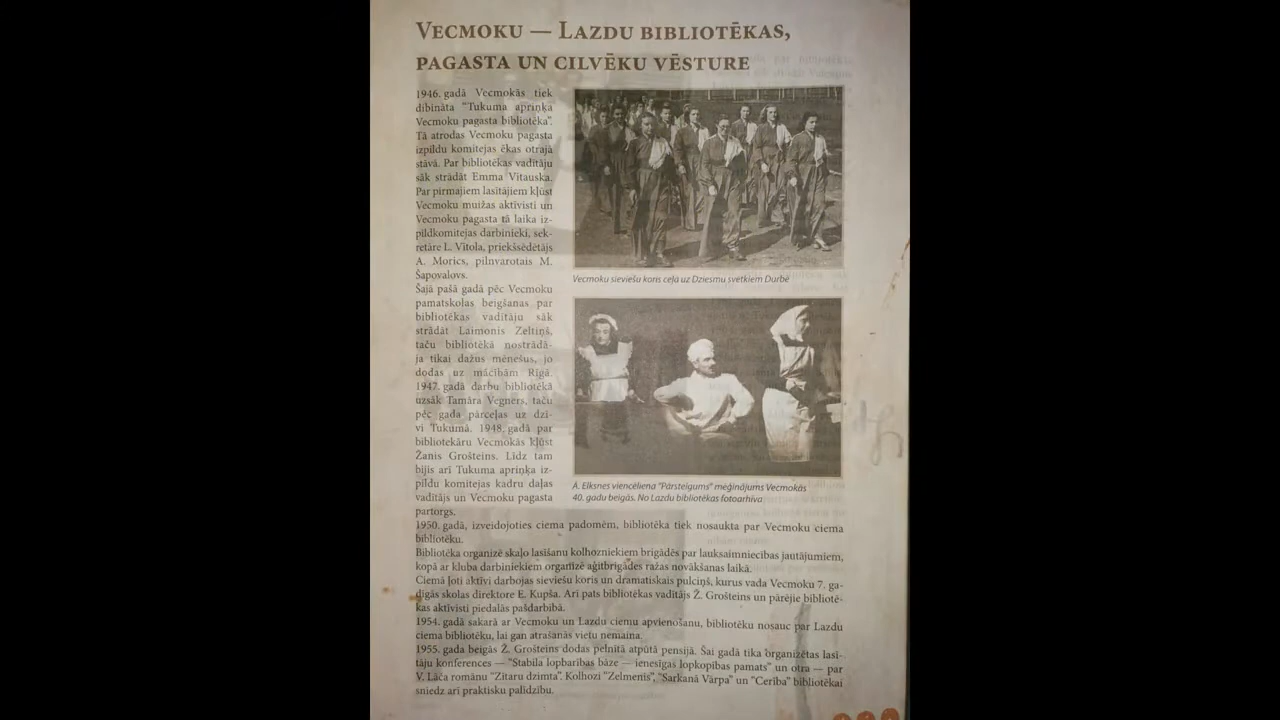 VECMOKU — LAZDU BIBLIOTĒKAS,
PAGASTA UN CILVĒKU VĒSTURE
1946. gadā Vecmokās tiek
dibināta "Tukuma apriņķa
Vecmoku pagasta bibliotēka".
Tā atrodas Vecmoku pagasta
izpildu komitejas ēkas otrajā
stāvā. Par bibliotēkas vadītāju
sāk strādāt Emma Vitauska.
Par pirmajiem lasītājiem kļūst
Vecmoku muižas aktīvisti un
Vecmoku pagasta tā laika iz-
pildkomitejas darbinieki, sek-
retāre L. Vītola, priekšsēdētājs
A. Morics, pilnvarotais M.
Šapovalovs.
Šajā pašā gadā pēc Vecmoku
pamatskolas beigšanas par
bibliotēkas vadītāju sāk
strādāt Laimonis Zeltiņš,
taču bibliotēkā nostrādā-
ja tikai dažus mēnešus, jo
dodas uz mācībām Rīgā.
1947. gadā darbu bibliotēkā
uzsāk Tamāra Vegners, taču
pēc gada pārceļas uz dzī-
vi Tukumā. 1948. gadā par
bibliotekāru Vecmokās kļūst
Žanis Grošteins. Līdz tam
bijis arī Tukuma apriņķa iz-
pildu komitejas kadru daļas
vadītājs un Vecmoku pagasta
partorgs.
Vecmoku sieviešu koris ceļā uz Dziesmu svētkiem Durbē
A. Elksnes viencēliena "Pārsteigums" mēģinājums Vecmokās
40. gadu beigās. No Lazdu bibliotēkas fotoarhīva
1950. gadā, izveidojoties ciema padomēm, bibliotēka tiek nosaukta par Vecmoku ciema
bibliotēku.
Bibliotēka organizē skaļo lasīšanu kolhozniekiem brigādēs par lauksaimniecības jautājumiem,
kopā ar kluba darbiniekiem organizē aģitbrigādes ražas novākšanas laikā.
Ciemā ļoti aktīvi darbojas sieviešu koris un dramatiskais pulciņš, kurus vada Vecmoku 7. ga-
dīgās skolas direktore E. Kupša. Arī pats bibliotēkas vadītājs Ž. Grošteins un pārējie bibliotē-
kas aktīvisti piedalās pašdarbībā.
1954. gadā sakarā ar Vecmoku un Lazdu ciemu apvienošanu, bibliotēku nosauc par Lazdu
ciema bibliotēku, lai gan atrašanās vietu nemaina.
1955. gada beigās Ž. Grošteins dodas pelnītā atpūtā pensijā. Šai gadā tika organizētas lasī-
tāju konferences — "Stabila lopbarības bāze — ienesīgas lopkopības pamats" un otra — par
V. Lāča romānu "Zītaru dzimta". Kolhozi "Zelmenis", "Sarkanā Vārpa" un "Cerība" bibliotēkai
sniedz arī praktisku palīdzību.